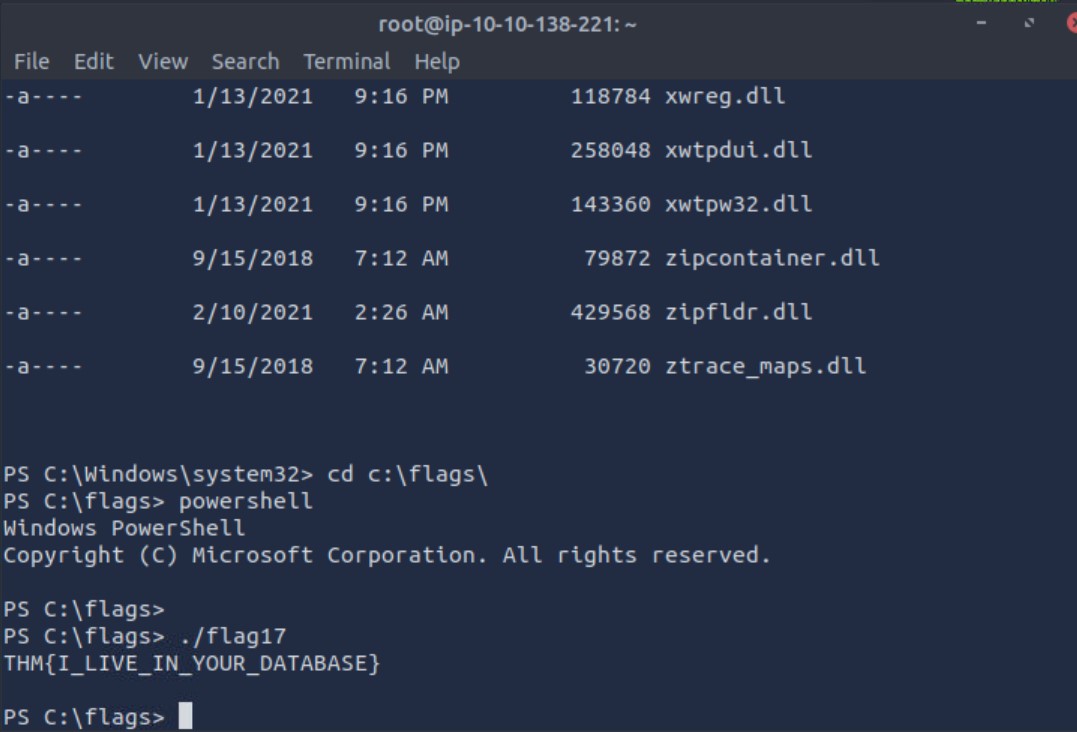 root@ip-10-10-138-221: ~
File Edit View Search Terminal Help
-a---- 1/13/2021 9:16 PM 118784 xwreg.dll
-a---- 1/13/2021 9:16 PM 258048 xwtpdui.dll
-a---- 1/13/2021 9:16 PM 143360 xwtpw32.dll
-a---- 9/15/2018 7:12 AM 79872 zipcontainer.dll
-a---- 2/10/2021 2:26 AM 429568 zipfldr.dll
-a---- 9/15/2018 7:12 AM 30720 ztrace_maps.dll
PS C:\Windows\system32> cd c:\flags\
PS C:\flags> powershell
Windows PowerShell
Copyright (C) Microsoft Corporation. All rights reserved.
PS C:\flags>
PS C:\flags> ./flag17
THM{I_LIVE_IN_YOUR_DATABASE}
PS C:\flags>